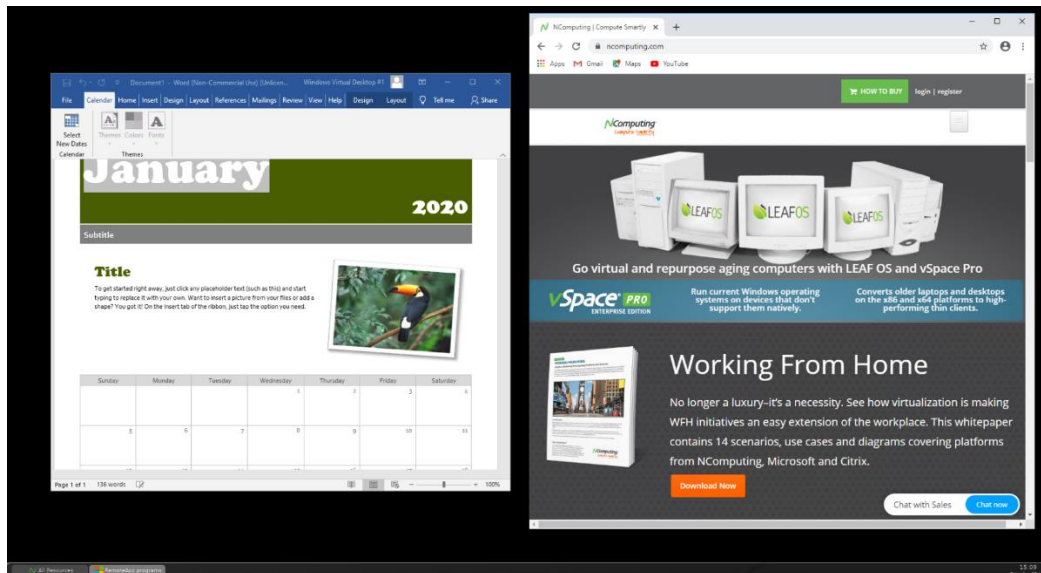 Document1 - Word (Non-Commercial Use) (Unlicen...
Windows Virtual Desktop #1
File Calendar Home Insert Design Layout References Mailings Review View Help Design Layout Tell me Share
Select New Dates
Themes Colors Fonts
Calendar Themes
January
2020
Subtitle
Title
To get started right away, just click any placeholder text (such as this) and start
typing to replace it with your own. Want to insert a picture from your files or add a
shape? You got it! On the Insert tab of the ribbon, just tap the option you need.
Sunday Monday Tuesday Wednesday Thursday Friday Saturday
1 2 3 4
5 6 7 8 9 10 11
Page 1 of 1 138 words 100%
NComputing | Compute Smartly
ncomputing.com
Apps Gmail Maps YouTube
HOW TO BUY login | register
NComputing
LEAFOS LEAFOS LEAFOS
Go virtual and repurpose aging computers with LEAF OS and vSpace Pro
vSpace PRO
ENTERPRISE EDITION
Run current Windows operating
systems on devices that don't
support them natively.
Converts older laptops and desktops
on the x86 and x64 platforms to high-
performing thin clients.
Working From Home
No longer a luxury–it's a necessity. See how virtualization is making
WFH initiatives an easy extension of the workplace. This whitepaper
contains 14 scenarios, use cases and diagrams covering platforms
from NComputing, Microsoft and Citrix.
Download Now
Chat with Sales Chat now
All Resources RemoteApp programs
15:09